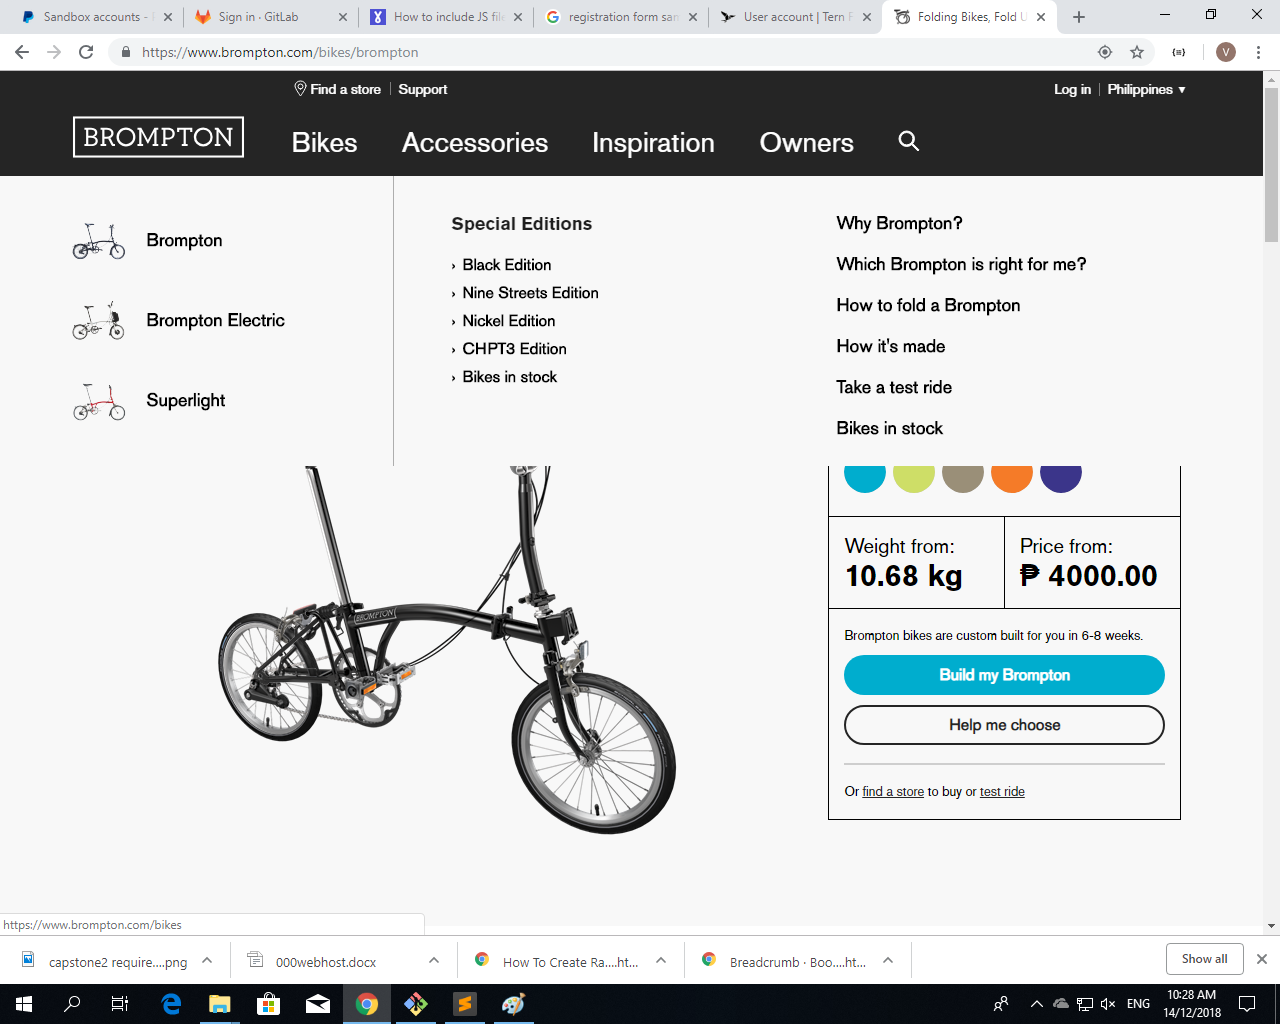 Sandbox accounts -
Sign in · GitLab
How to include JS file
registration form sam
User account | Tern F
Folding Bikes, Fold U
https://www.brompton.com/bikes/brompton
V
Find a store
Support
Log in
Philippines ▼
BROMPTON
Bikes
Accessories
Inspiration
Owners
Brompton
Brompton Electric
Superlight
Special Editions
› Black Edition
› Nine Streets Edition
› Nickel Edition
› CHPT3 Edition
› Bikes in stock
Why Brompton?
Which Brompton is right for me?
How to fold a Brompton
How it's made
Take a test ride
Bikes in stock
BROMPTON
Weight from:
10.68 kg
Price from:
₱ 4000.00
Brompton bikes are custom built for you in 6-8 weeks.
Build my Brompton
Help me choose
Or find a store to buy or test ride
https://www.brompton.com/bikes
capstone2 require....png
000webhost.docx
How To Create Ra....ht...
Breadcrumb · Boo....ht...
Show all
ENG
10:28 AM
14/12/2018